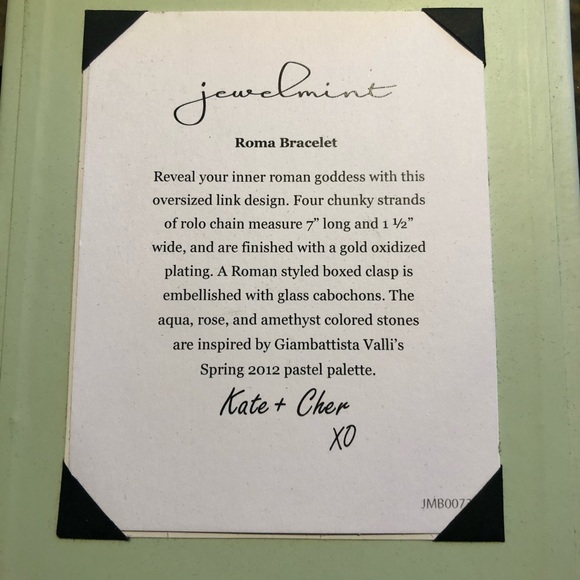 jewelmint
Roma Bracelet
Reveal your inner roman goddess with this
oversized link design. Four chunky strands
of rolo chain measure 7” long and 1 ½”
wide, and are finished with a gold oxidized
plating. A Roman styled boxed clasp is
embellished with glass cabochons. The
aqua, rose, and amethyst colored stones
are inspired by Giambattista Valli’s
Spring 2012 pastel palette.
Kate + Cher
XO